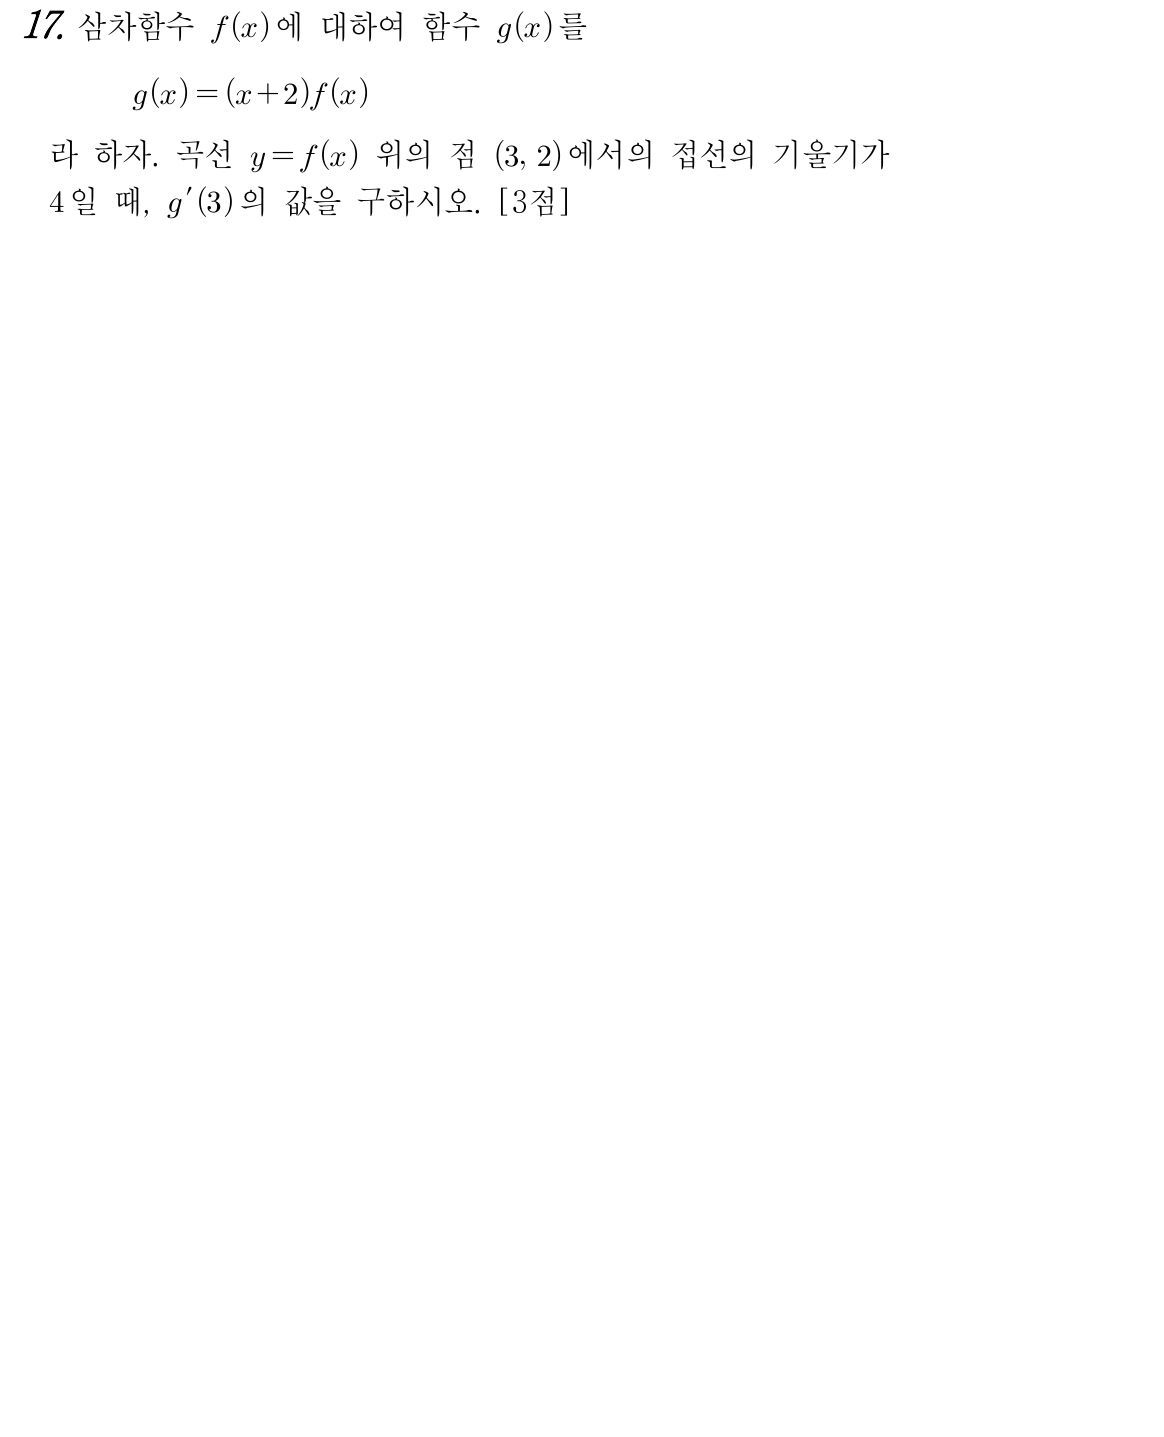 17. 삼차함수 f(x)에 대하여 함수 g(x)를
g(x)=(x+2)f(x)
라 하자. 곡선 y=f(x) 위의 점 (3, 2)에서의 접선의 기울기가
4일 때, g′(3)의 값을 구하시오. [3점]